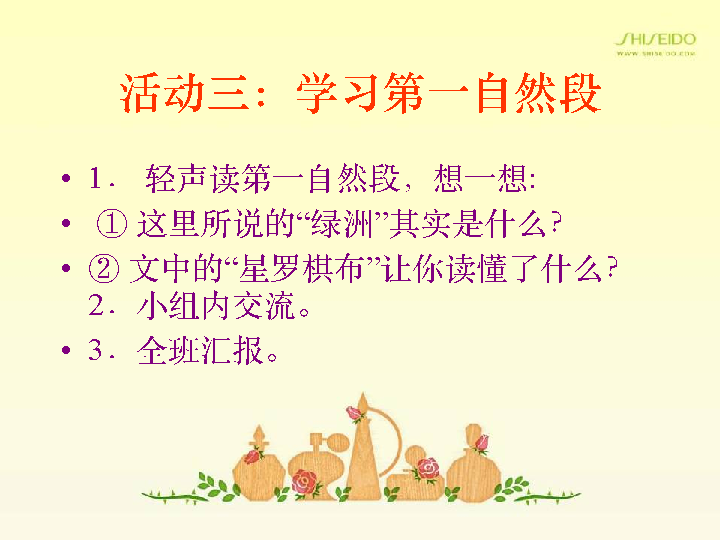 SHISEIDO
WWW.SHISEIDO.COM
活动三：学习第一自然段
• 1． 轻声读第一自然段，想一想:
• ① 这里所说的“绿洲”其实是什么?
• ② 文中的“星罗棋布”让你读懂了什么?
2．小组内交流。
• 3．全班汇报。